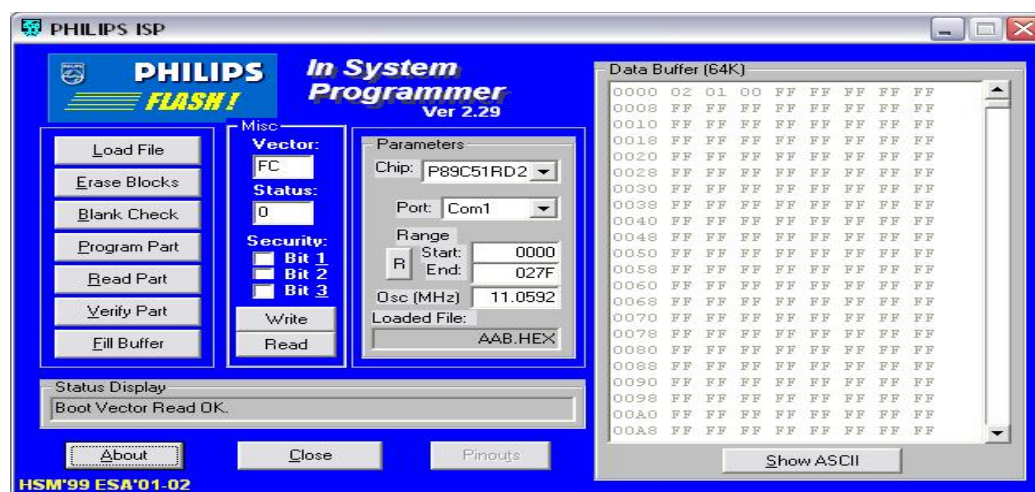 PHILIPS ISP
PHILIPS
FLASH!
In System
Programmer
Ver 2.29
Load File
Erase Blocks
Blank Check
Program Part
Read Part
Verify Part
Fill Buffer
Misc
Vector:
FC
Status:
0
Security:
Bit 1
Bit 2
Bit 3
Write
Read
Parameters
Chip: P89C51RD2
Port: Com1
Range
R
Start: 0000
End: 027F
Osc (MHz) 11.0592
Loaded File:
AAB.HEX
Status Display
Boot Vector Read OK.
About
Close
Pinouts
HSM'99 ESA'01-02
Data Buffer (64K)
0000 02 01 00 FF FF FF FF FF
0008 FF FF FF FF FF FF FF FF
0010 FF FF FF FF FF FF FF FF
0018 FF FF FF FF FF FF FF FF
0020 FF FF FF FF FF FF FF FF
0028 FF FF FF FF FF FF FF FF
0030 FF FF FF FF FF FF FF FF
0038 FF FF FF FF FF FF FF FF
0040 FF FF FF FF FF FF FF FF
0048 FF FF FF FF FF FF FF FF
0050 FF FF FF FF FF FF FF FF
0058 FF FF FF FF FF FF FF FF
0060 FF FF FF FF FF FF FF FF
0068 FF FF FF FF FF FF FF FF
0070 FF FF FF FF FF FF FF FF
0078 FF FF FF FF FF FF FF FF
0080 FF FF FF FF FF FF FF FF
0088 FF FF FF FF FF FF FF FF
0090 FF FF FF FF FF FF FF FF
0098 FF FF FF FF FF FF FF FF
00A0 FF FF FF FF FF FF FF FF
00A8 FF FF FF FF FF FF FF FF
Show ASCII